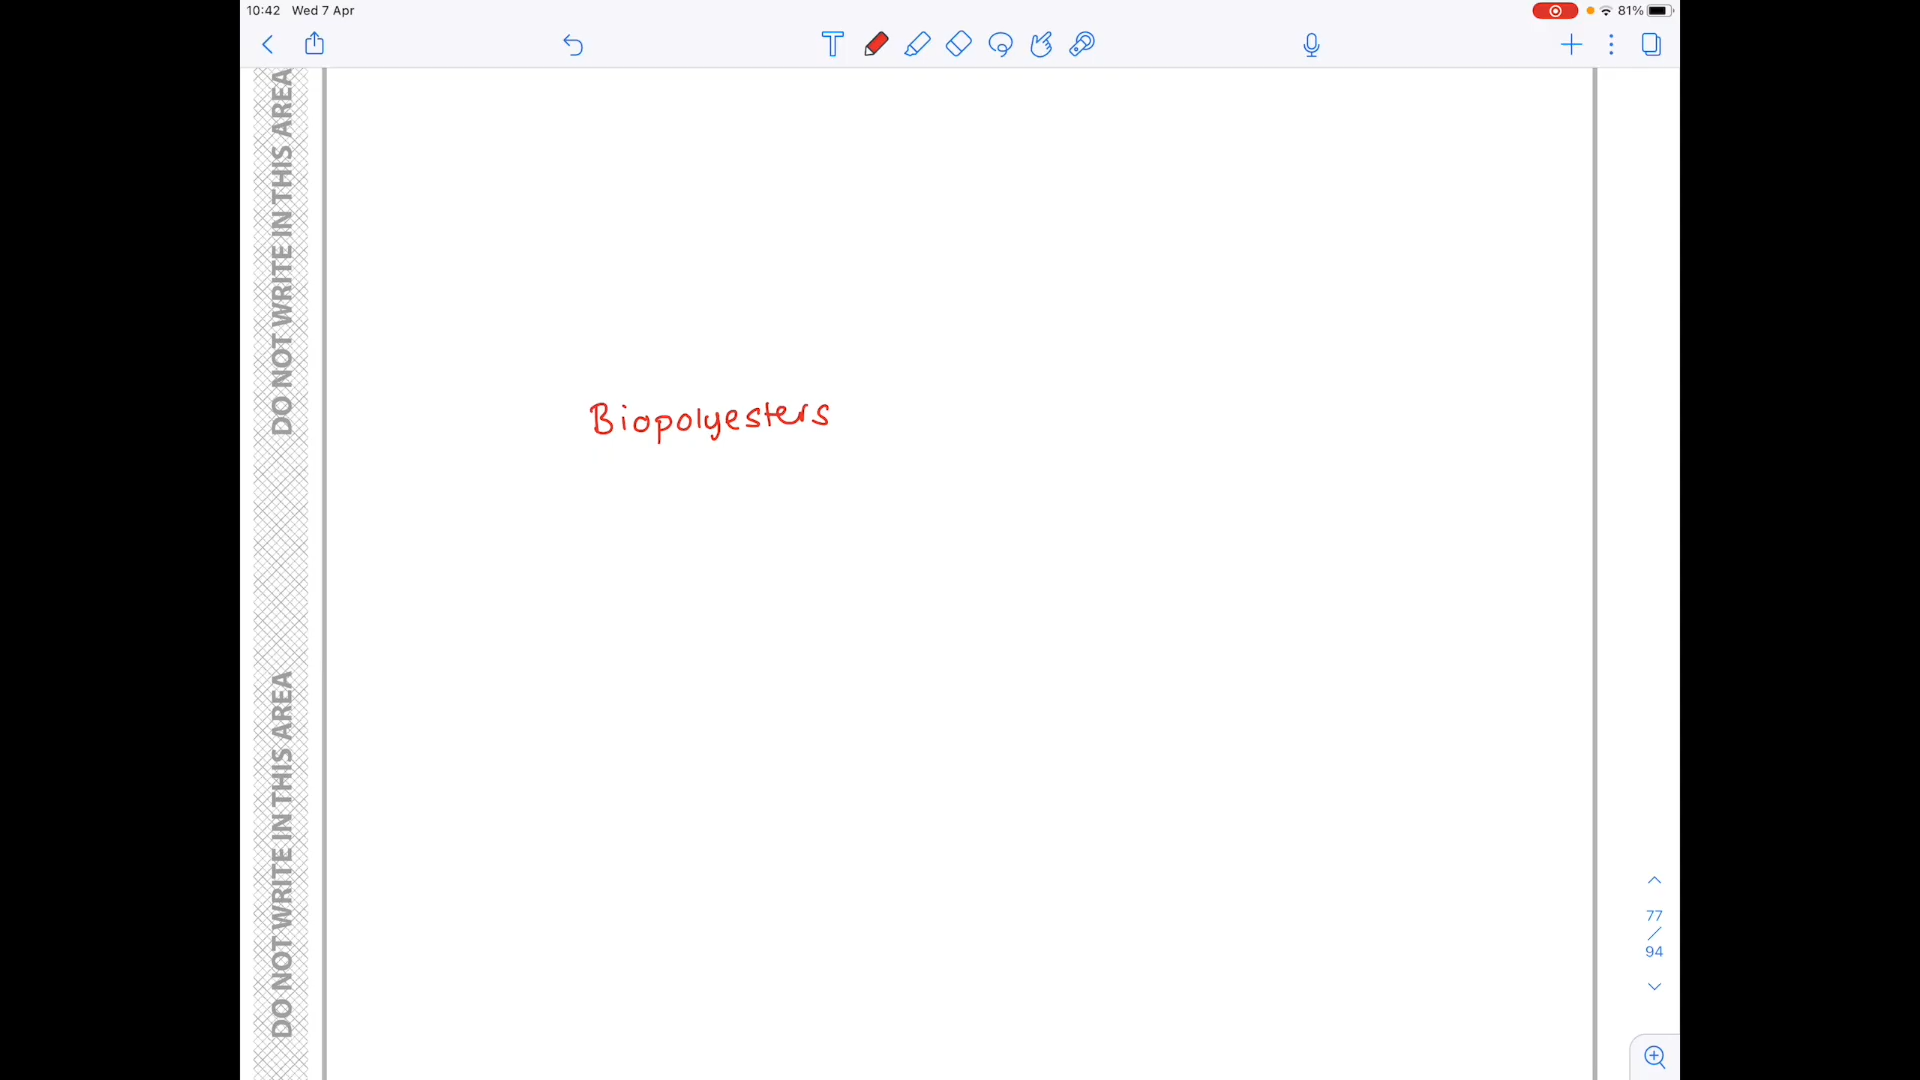 10:42 Wed 7 Apr 81%
DO NOT WRITE IN THIS AREA
Biopolyesters
DO NOT WRITE IN THIS AREA
77
94